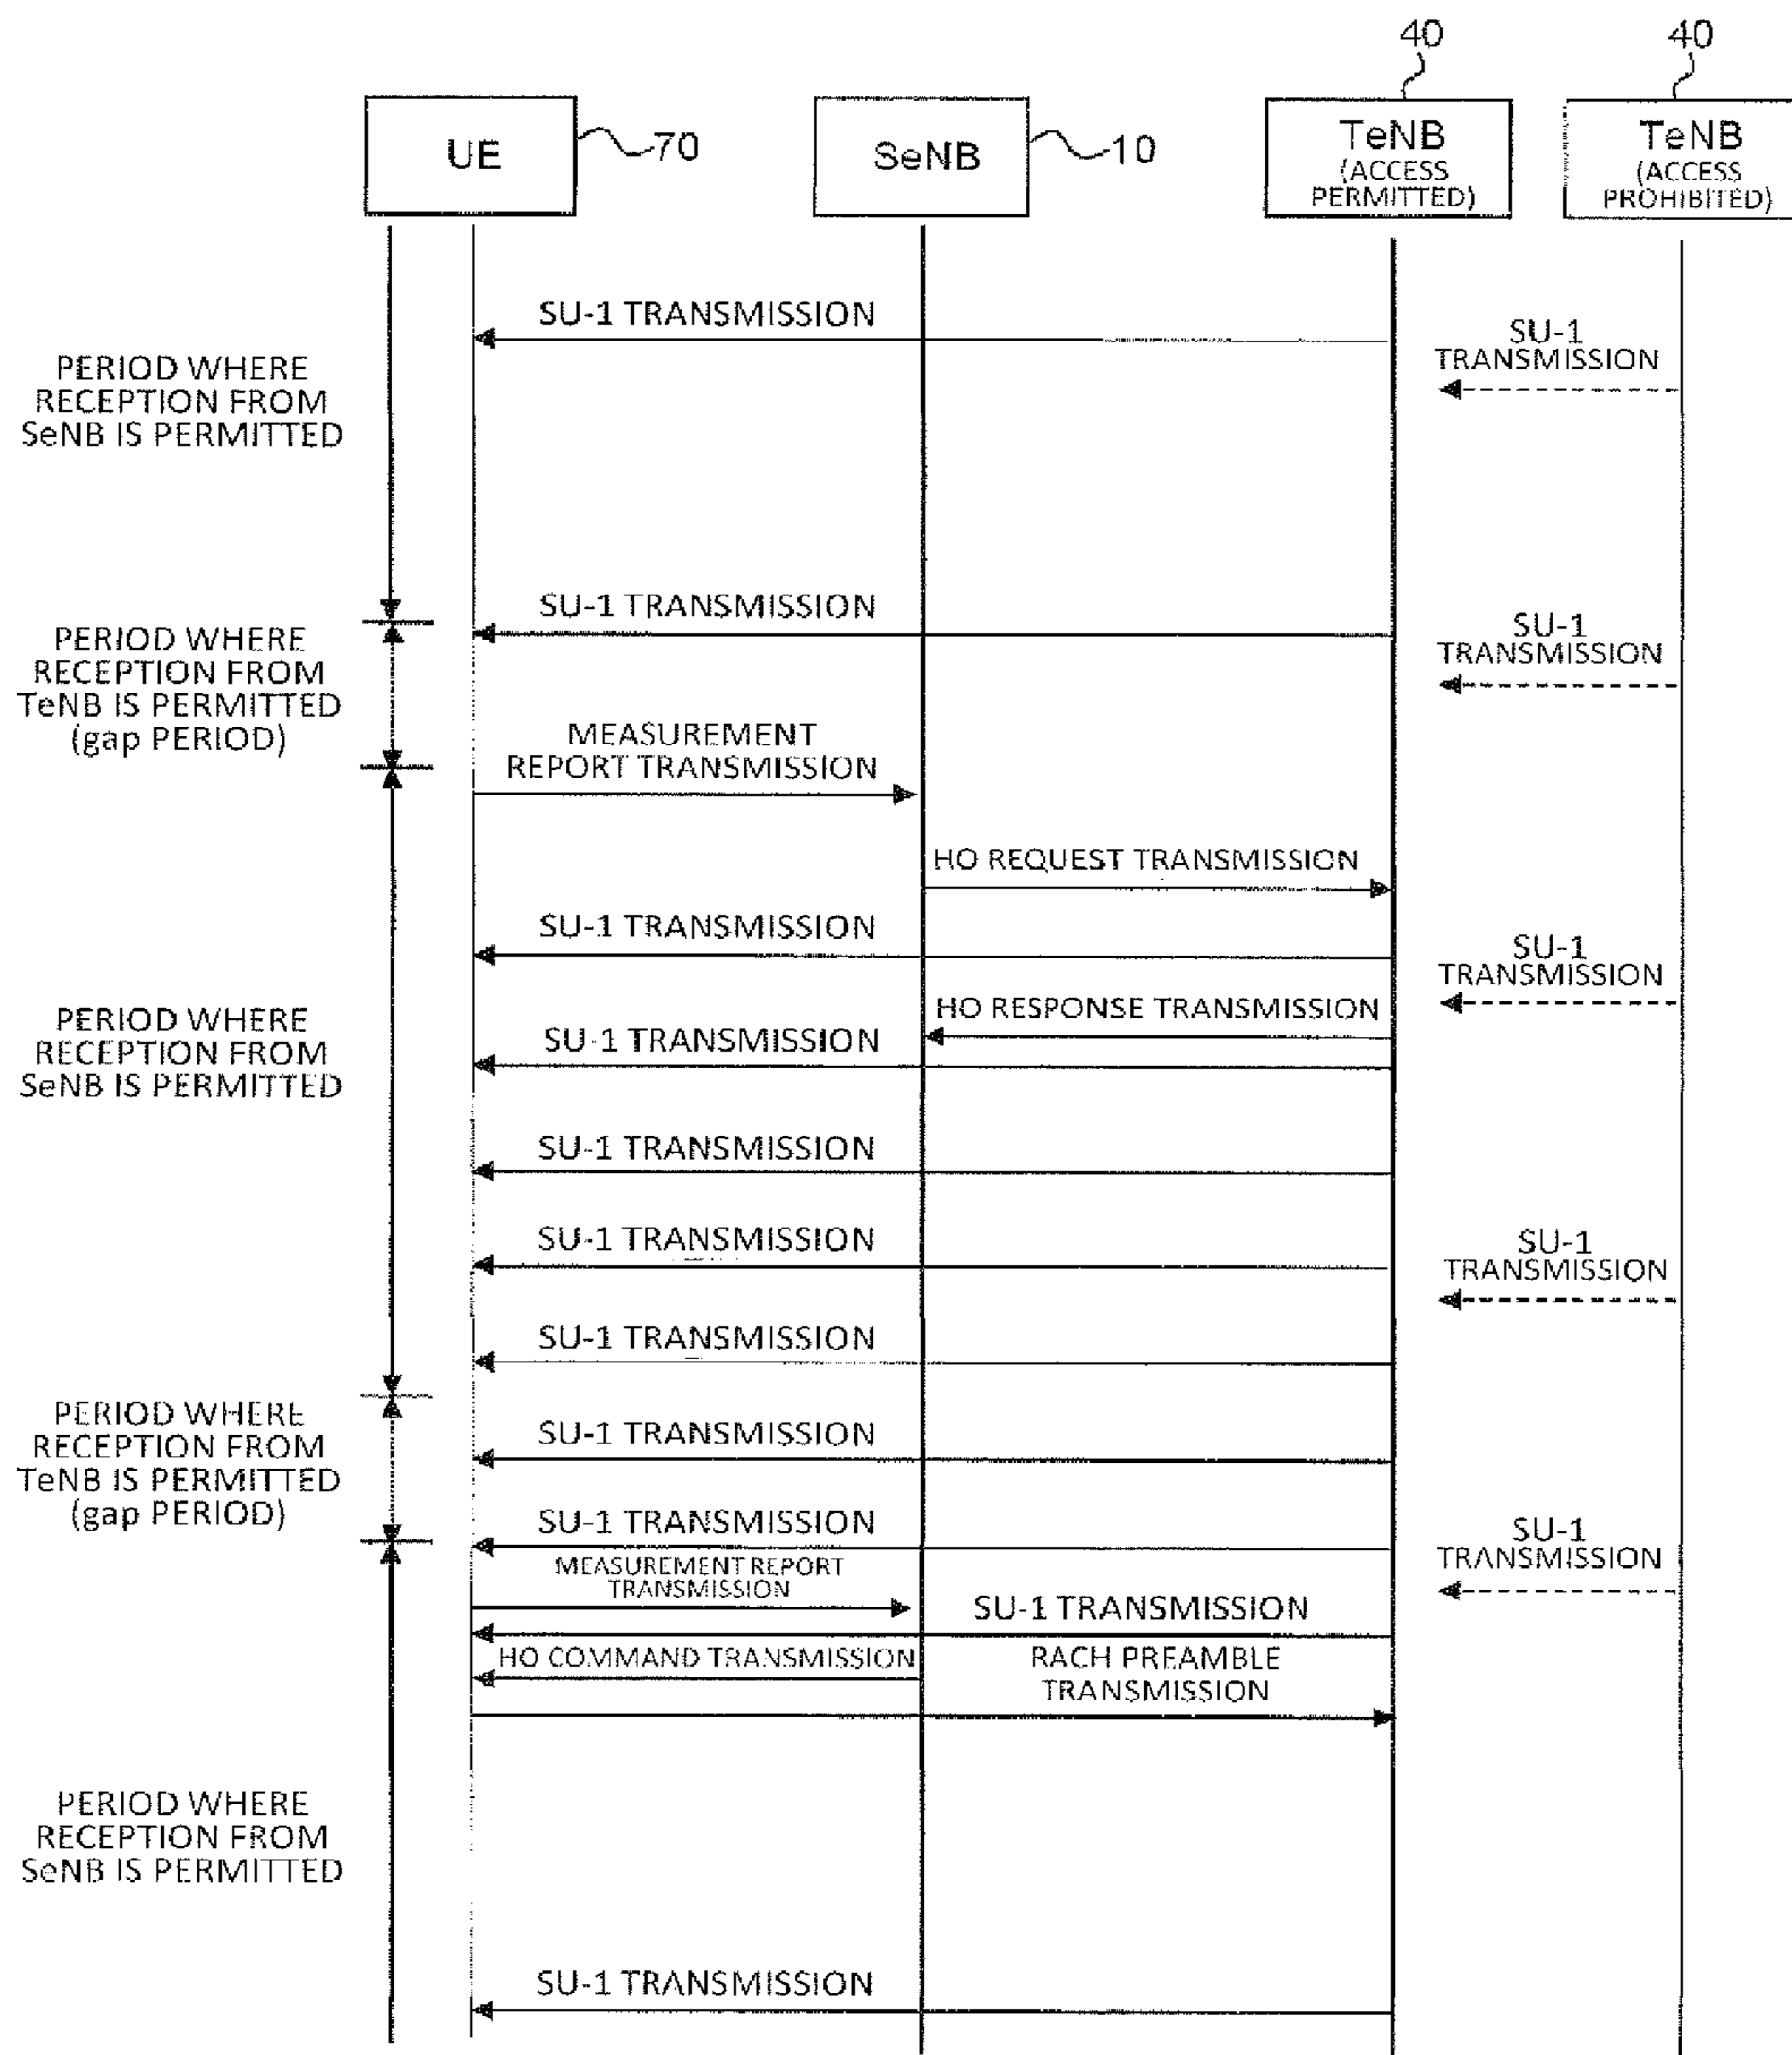 40
40
UE
70
SeNB
10
TeNB
(ACCESS
PERMITTED)
TeNB
(ACCESS
PROHIBITED)
SU-1 TRANSMISSION
SU-1
TRANSMISSION
PERIOD WHERE
RECEPTION FROM
SeNB IS PERMITTED
SU-1 TRANSMISSION
SU-1
TRANSMISSION
PERIOD WHERE
RECEPTION FROM
TeNB IS PERMITTED
(gap PERIOD)
MEASUREMENT
REPORT TRANSMISSION
HO REQUEST TRANSMISSION
SU-1 TRANSMISSION
SU-1
TRANSMISSION
HO RESPONSE TRANSMISSION
PERIOD WHERE
RECEPTION FROM
SeNB IS PERMITTED
SU-1 TRANSMISSION
SU-1 TRANSMISSION
SU-1 TRANSMISSION
SU-1
TRANSMISSION
SU-1 TRANSMISSION
PERIOD WHERE
RECEPTION FROM
TeNB IS PERMITTED
(gap PERIOD)
SU-1 TRANSMISSION
SU-1 TRANSMISSION
SU-1
TRANSMISSION
MEASUREMENT REPORT
TRANSMISSION
SU-1 TRANSMISSION
HO COMMAND TRANSMISSION
RACH PREAMBLE
TRANSMISSION
PERIOD WHERE
RECEPTION FROM
SeNB IS PERMITTED
SU-1 TRANSMISSION